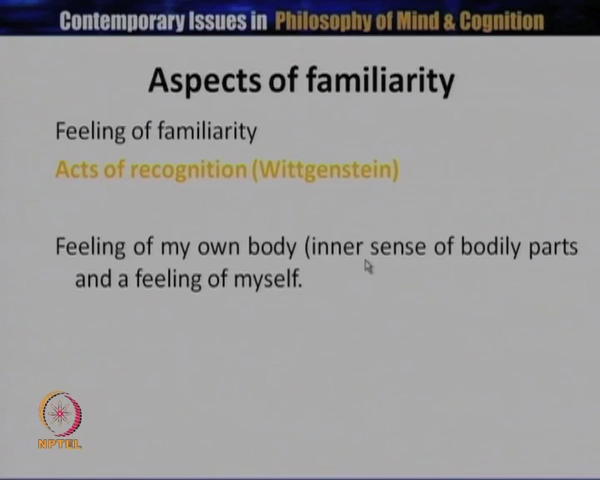 Contemporary Issues in Philosophy of Mind & Cognition
Aspects of familiarity
Feeling of familiarity
Acts of recognition (Wittgenstein)
Feeling of my own body (inner sense of bodily parts
and a feeling of myself.
NPTEL